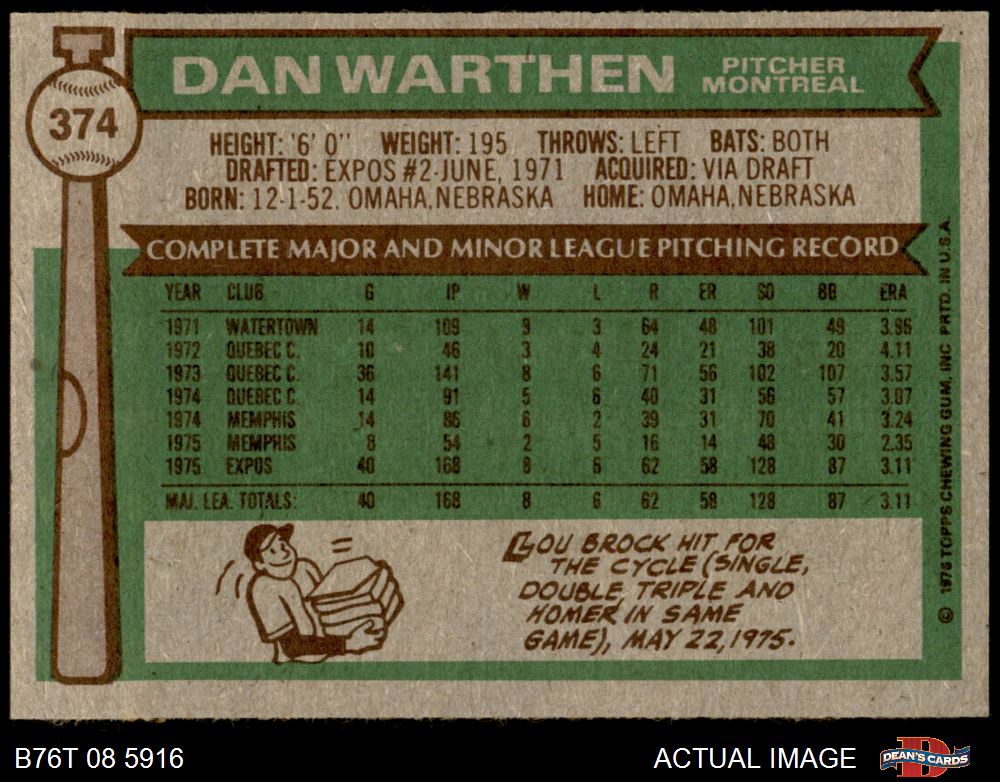 DAN WARTHEN
PITCHER
MONTREAL
374
HEIGHT: '6' 0" WEIGHT: 195 THROWS: LEFT BATS: BOTH
DRAFTED: EXPOS #2-JUNE, 1971 ACQUIRED: VIA DRAFT
BORN: 12-1-52. OMAHA, NEBRASKA HOME: OMAHA, NEBRASKA
COMPLETE MAJOR AND MINOR LEAGUE PITCHING RECORD
YEAR CLUB G IP W L R ER SO BB ERA
1971 WATERTOWN 14 109 9 3 64 48 101 49 3.96
1972 QUEBEC C. 10 46 3 4 24 21 38 20 4.11
1973 QUEBEC C. 36 141 8 6 71 56 102 107 3.57
1974 QUEBEC C. 14 91 5 6 40 31 56 57 3.07
1974 MEMPHIS 14 86 6 2 39 31 70 41 3.24
1975 MEMPHIS 8 54 2 5 16 14 48 30 2.35
1975 EXPOS 40 168 8 6 62 58 128 87 3.11
MAJ. LEA. TOTALS: 40 168 8 6 62 58 128 87 3.11
LOU BROCK HIT FOR
THE CYCLE (SINGLE,
DOUBLE, TRIPLE AND
HOMER IN SAME
GAME), MAY 22, 1975.
© 1976 TOPPS CHEWING GUM, INC PRTD. IN U.S.A.
B76T 08 5916
ACTUAL IMAGE
DEAN'S CARDS